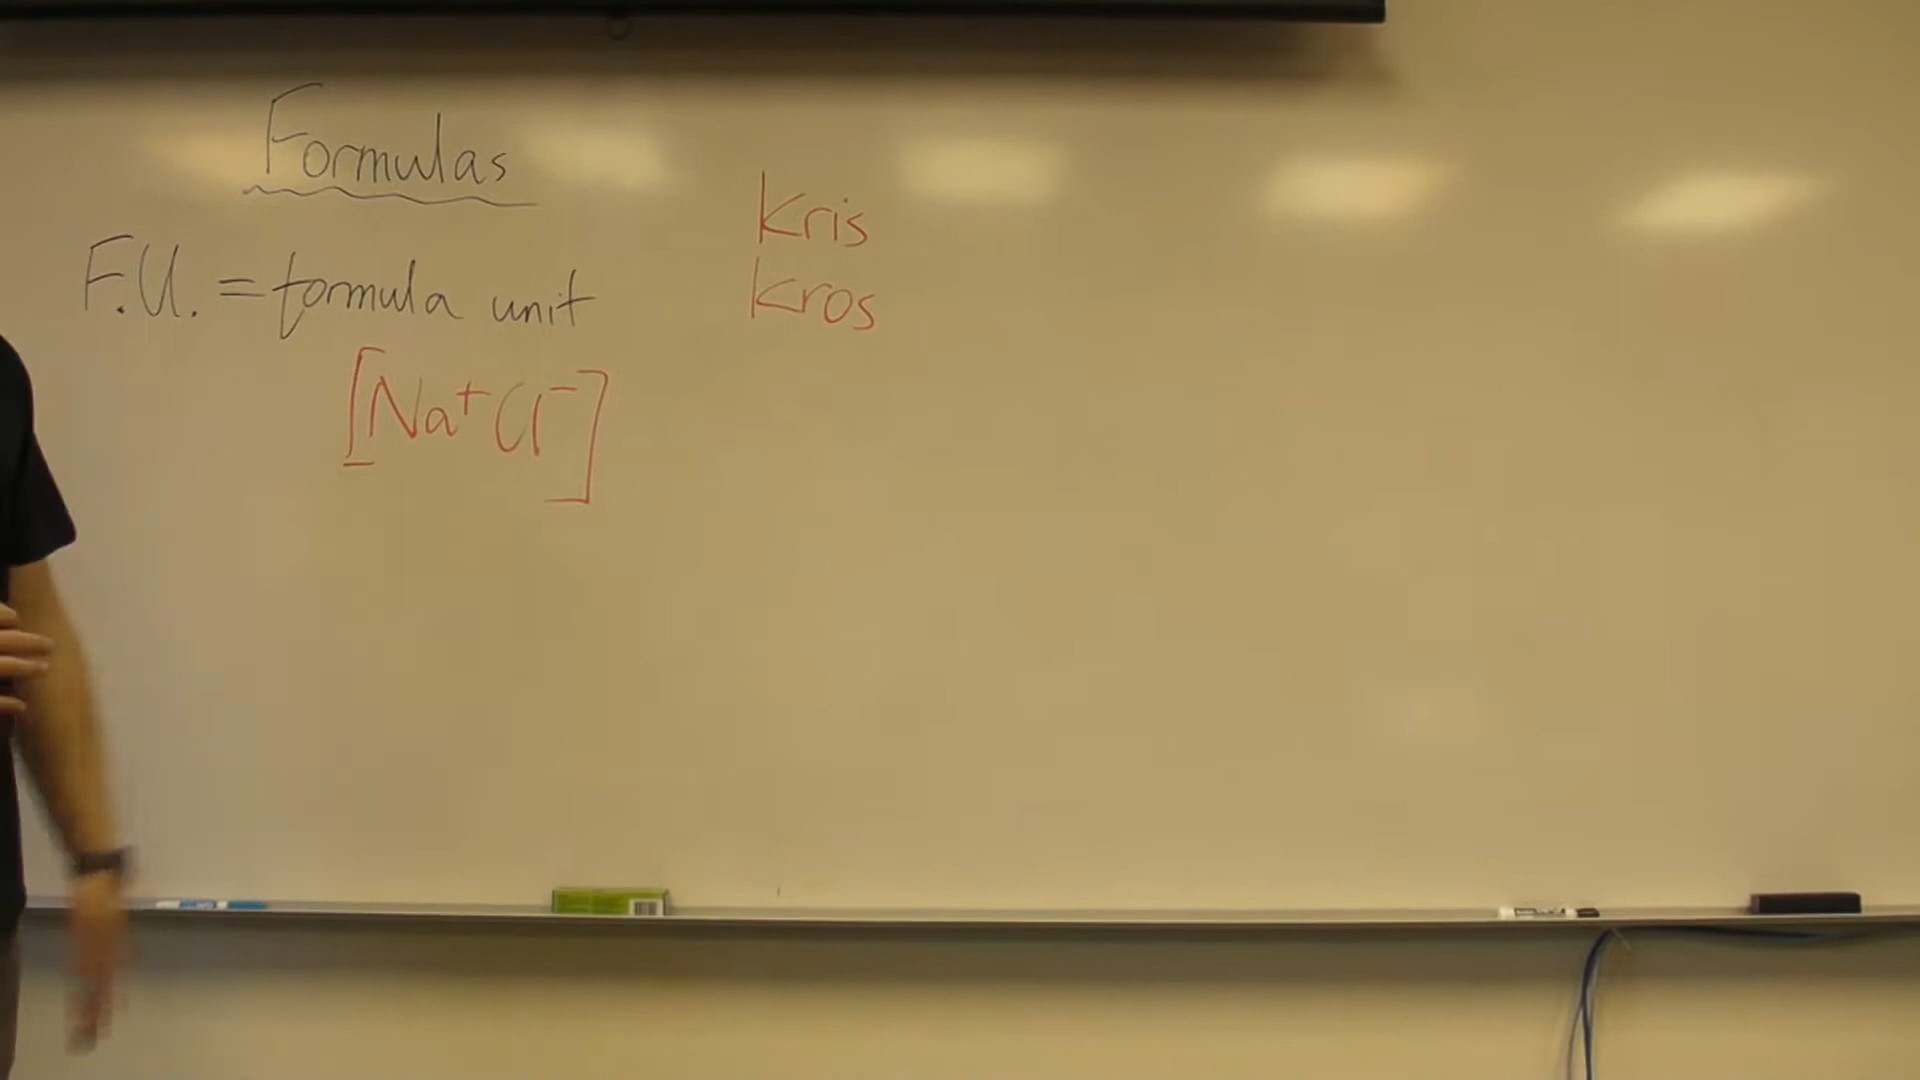 Formulas
F.U. = formula unit
[Na⁺Cl⁻]
Kris
Kros